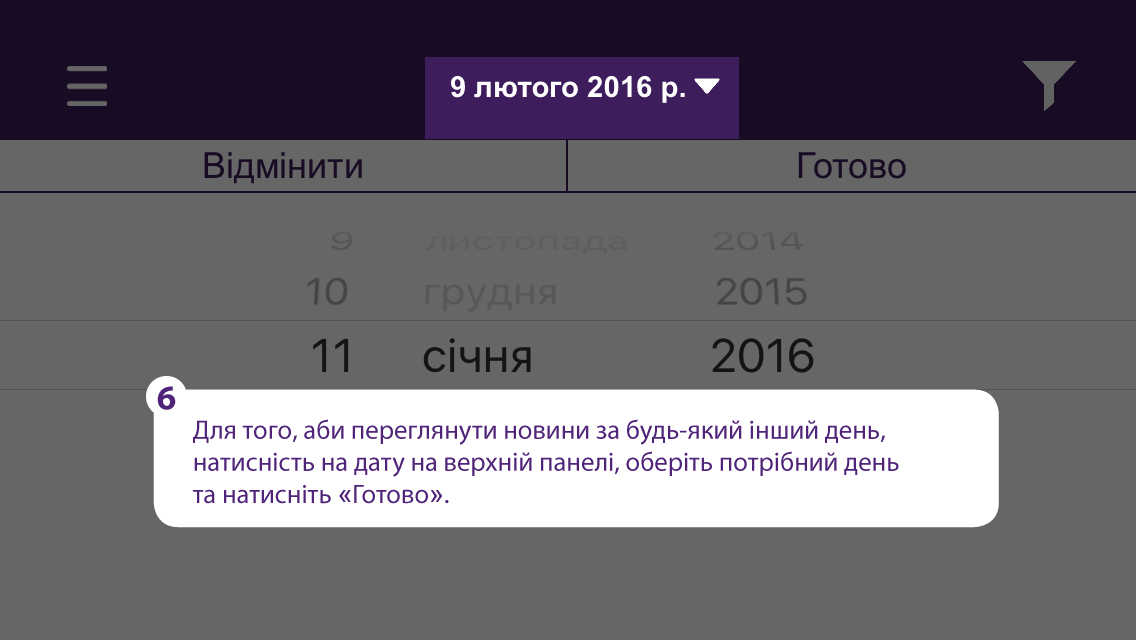 9 лютого 2016 р.
Відмінити Готово
9 листопада 2014
10 грудня 2015
11 січня 2016
6
Для того, аби переглянути новини за будь-який інший день,
натисність на дату на верхній панелі, оберіть потрібний день
та натисніть «Готово».